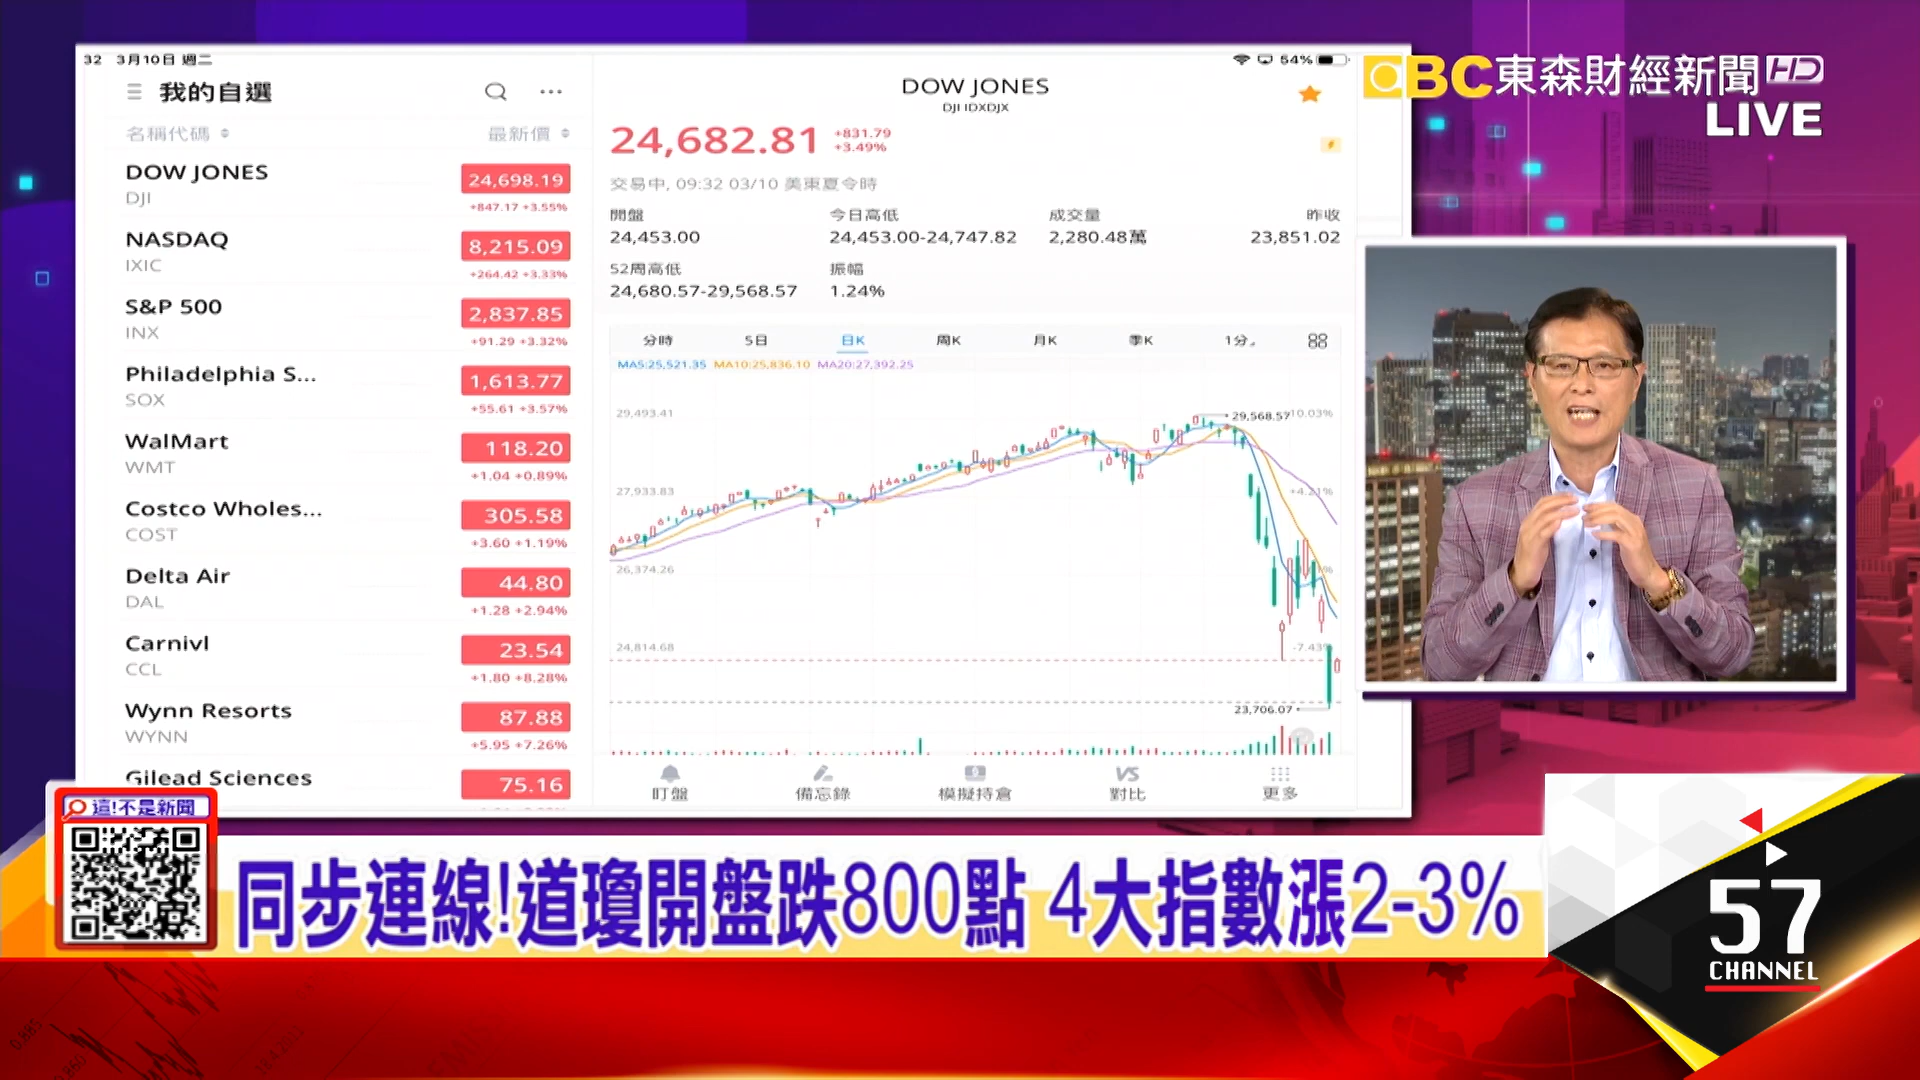 32 3月10日 週二
54%
我的自選
名稱代碼
最新價
DOW JONES
24,698.19
DJI
+847.17 +3.55%
NASDAQ
8,215.09
IXIC
+264.42 +3.33%
S&P 500
2,837.85
INX
+91.29 +3.32%
Philadelphia S...
1,613.77
SOX
+55.61 +3.57%
WalMart
118.20
WMT
+1.04 +0.89%
Costco Wholes...
305.58
COST
+3.60 +1.19%
Delta Air
44.80
DAL
+1.28 +2.94%
Carnivl
23.54
CCL
+1.80 +8.28%
Wynn Resorts
87.88
WYNN
+5.95 +7.26%
Gilead Sciences
75.16
DOW JONES
DJI IDXDJX
24,682.81
+831.79
+3.49%
交易中, 09:32 03/10 美東夏令時
開盤 今日高低 成交量 昨收
24,453.00 24,453.00-24,747.82 2,280.48萬 23,851.02
52周高低 振幅
24,680.57-29,568.57 1.24%
分時 5日 日K 周K 月K 季K 1分
MA5:25,521.35 MA10:25,836.10 MA20:27,392.25
29,493.41
29,568.57
10.03%
27,933.83
+4.21%
26,374.26
24,814.68
-7.43%
23,706.07
盯盤 備忘錄 模擬持倉 VS 對比 更多
EBC東森財經新聞 HD
LIVE
這!不是新聞
同步連線!道瓊開盤跌800點 4大指數漲2-3%
57
CHANNEL